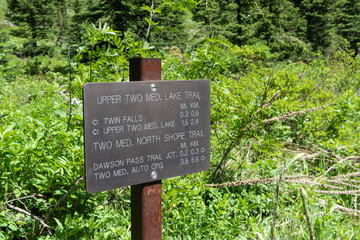 UPPER TWO MED. LAKE TRAIL
MI. KM.
TWIN FALLS 0.3 0.5
UPPER TWO MED. LAKE 1.5 2.4
TWO MED. NORTH SHORE TRAIL
MI. KM.
DAWSON PASS TRAIL JCT. 0.2 0.3
TWO MED. AUTO CPG. 3.5 5.6